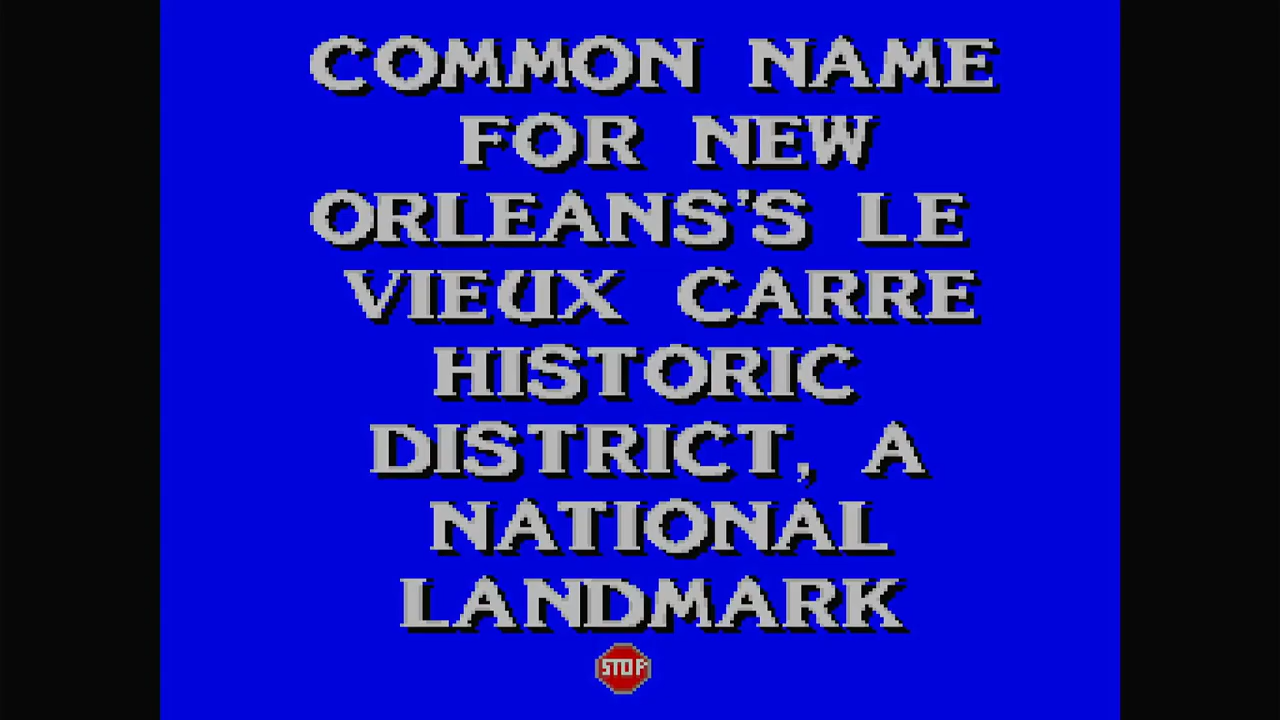 COMMON NAME
FOR NEW
ORLEANS'S LE
VIEUX CARRE
HISTORIC
DISTRICT, A
NATIONAL
LANDMARK
STOP